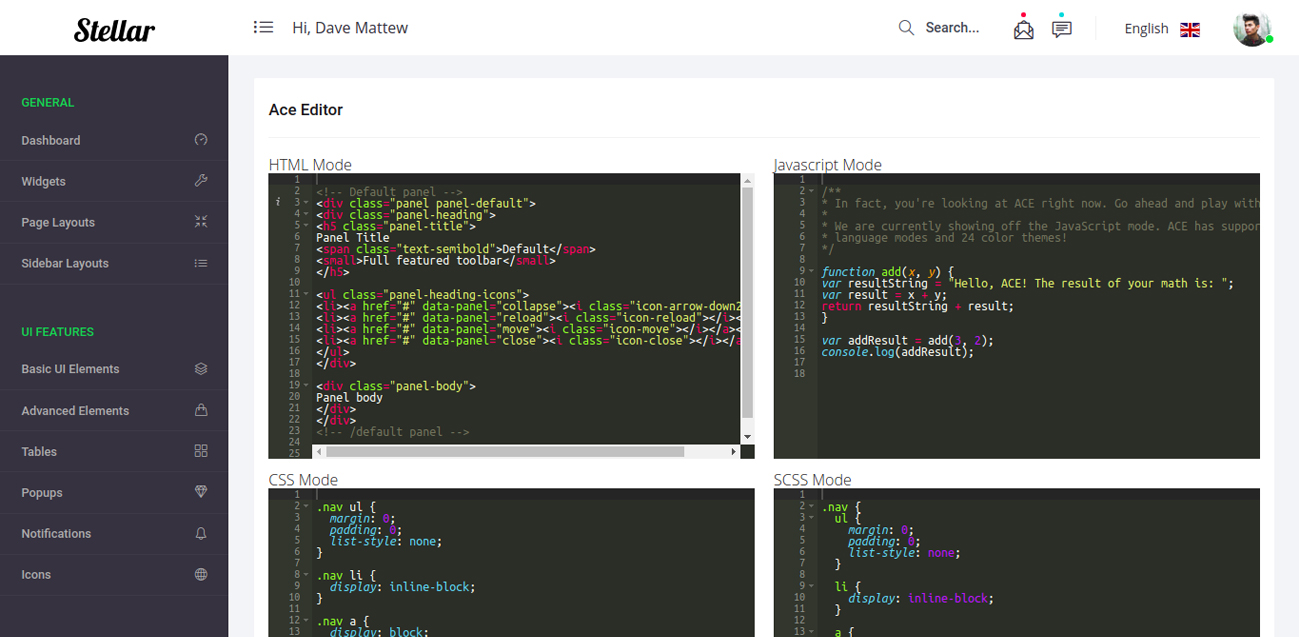 Stellar
Hi, Dave Mattew
Search...
English
GENERAL
Dashboard
Widgets
Page Layouts
Sidebar Layouts
UI FEATURES
Basic UI Elements
Advanced Elements
Tables
Popups
Notifications
Icons
Ace Editor
HTML Mode
1
2 <!-- Default panel -->
i 3 <div class="panel panel-default">
4 <div class="panel-heading">
5 <h5 class="panel-title">
6 Panel Title
7 <span class="text-semibold">Default</span>
8 <small>Full featured toolbar</small>
9 </h5>
10
11 <ul class="panel-heading-icons">
12 <li><a href="#" data-panel="collapse"><i class="icon-arrow-down2
13 <li><a href="#" data-panel="reload"><i class="icon-reload"></i><
14 <li><a href="#" data-panel="move"><i class="icon-move"></i></a><
15 <li><a href="#" data-panel="close"><i class="icon-close"></i></a
16 </ul>
17 </div>
18
19 <div class="panel-body">
20 Panel body
21 </div>
22 </div>
23 <!-- /default panel -->
24
25
Javascript Mode
1
2 /**
3 * In fact, you're looking at ACE right now. Go ahead and play with
4 *
5 * We are currently showing off the JavaScript mode. ACE has suppor
6 * language modes and 24 color themes!
7 */
8
9 function add(x, y) {
10 var resultString = "Hello, ACE! The result of your math is: ";
11 var result = x + y;
12 return resultString + result;
13 }
14
15 var addResult = add(3, 2);
16 console.log(addResult);
17
18
CSS Mode
1
2 .nav ul {
3 margin: 0;
4 padding: 0;
5 list-style: none;
6 }
7
8 .nav li {
9 display: inline-block;
10 }
11
12 .nav a {
13 display: block;
SCSS Mode
1
2 .nav {
3 ul {
4 margin: 0;
5 padding: 0;
6 list-style: none;
7 }
8
9 li {
10 display: inline-block;
11 }
12
13 a {